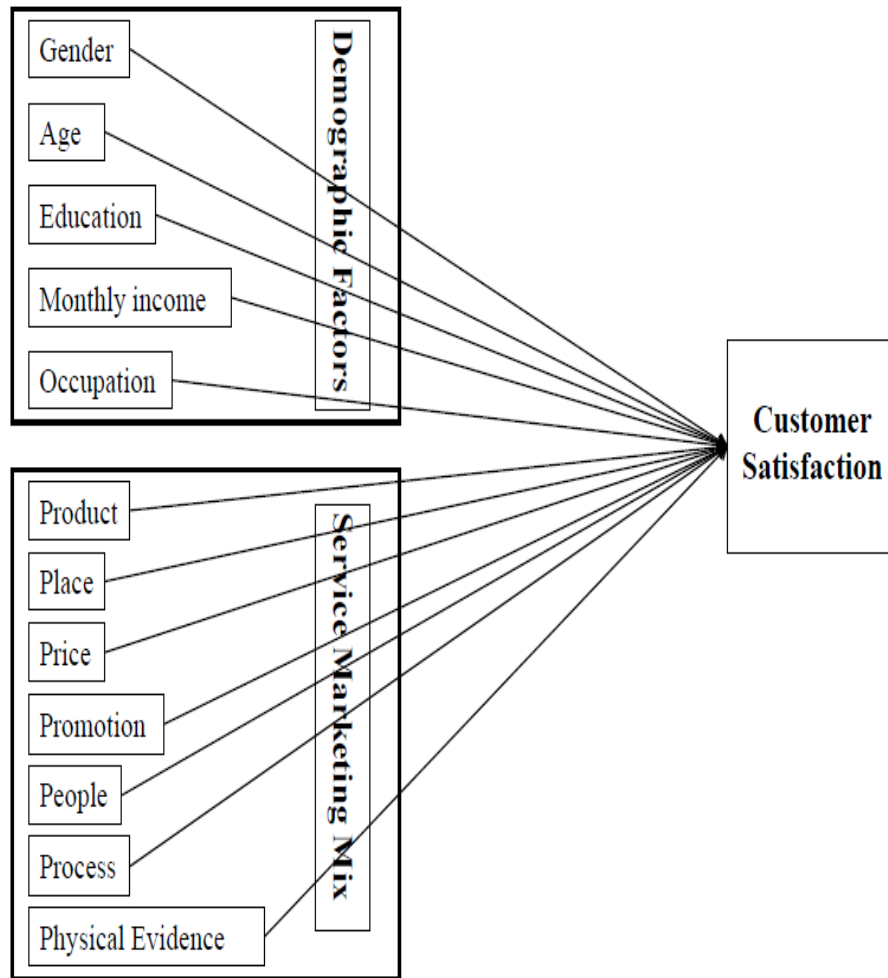 Gender
Age
Education
Monthly income
Occupation
Demographic Factors
Product
Place
Price
Promotion
People
Process
Physical Evidence
Service Marketing Mix
Customer
Satisfaction